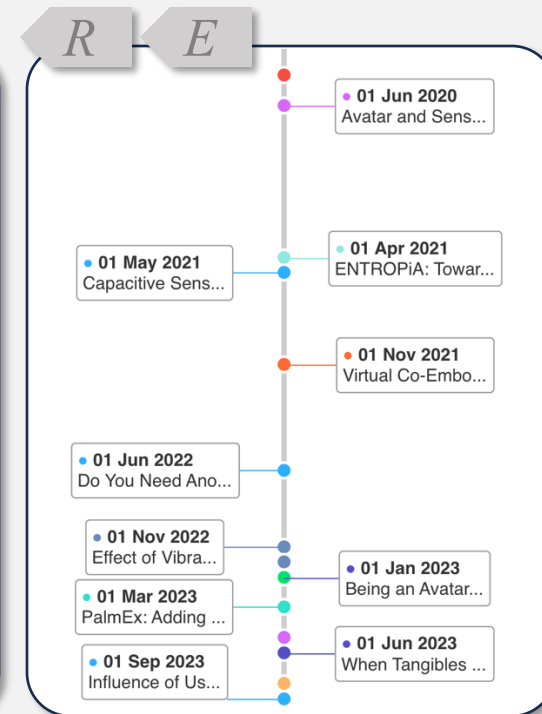 R E
01 Jun 2020
Avatar and Sens...
01 Apr 2021
ENTROPiA: Towar...
01 May 2021
Capacitive Sens...
01 Nov 2021
Virtual Co-Embo...
01 Jun 2022
Do You Need Ano...
01 Nov 2022
Effect of Vibra...
01 Jan 2023
Being an Avatar...
01 Mar 2023
PalmEx: Adding ...
01 Jun 2023
When Tangibles ...
01 Sep 2023
Influence of Us...